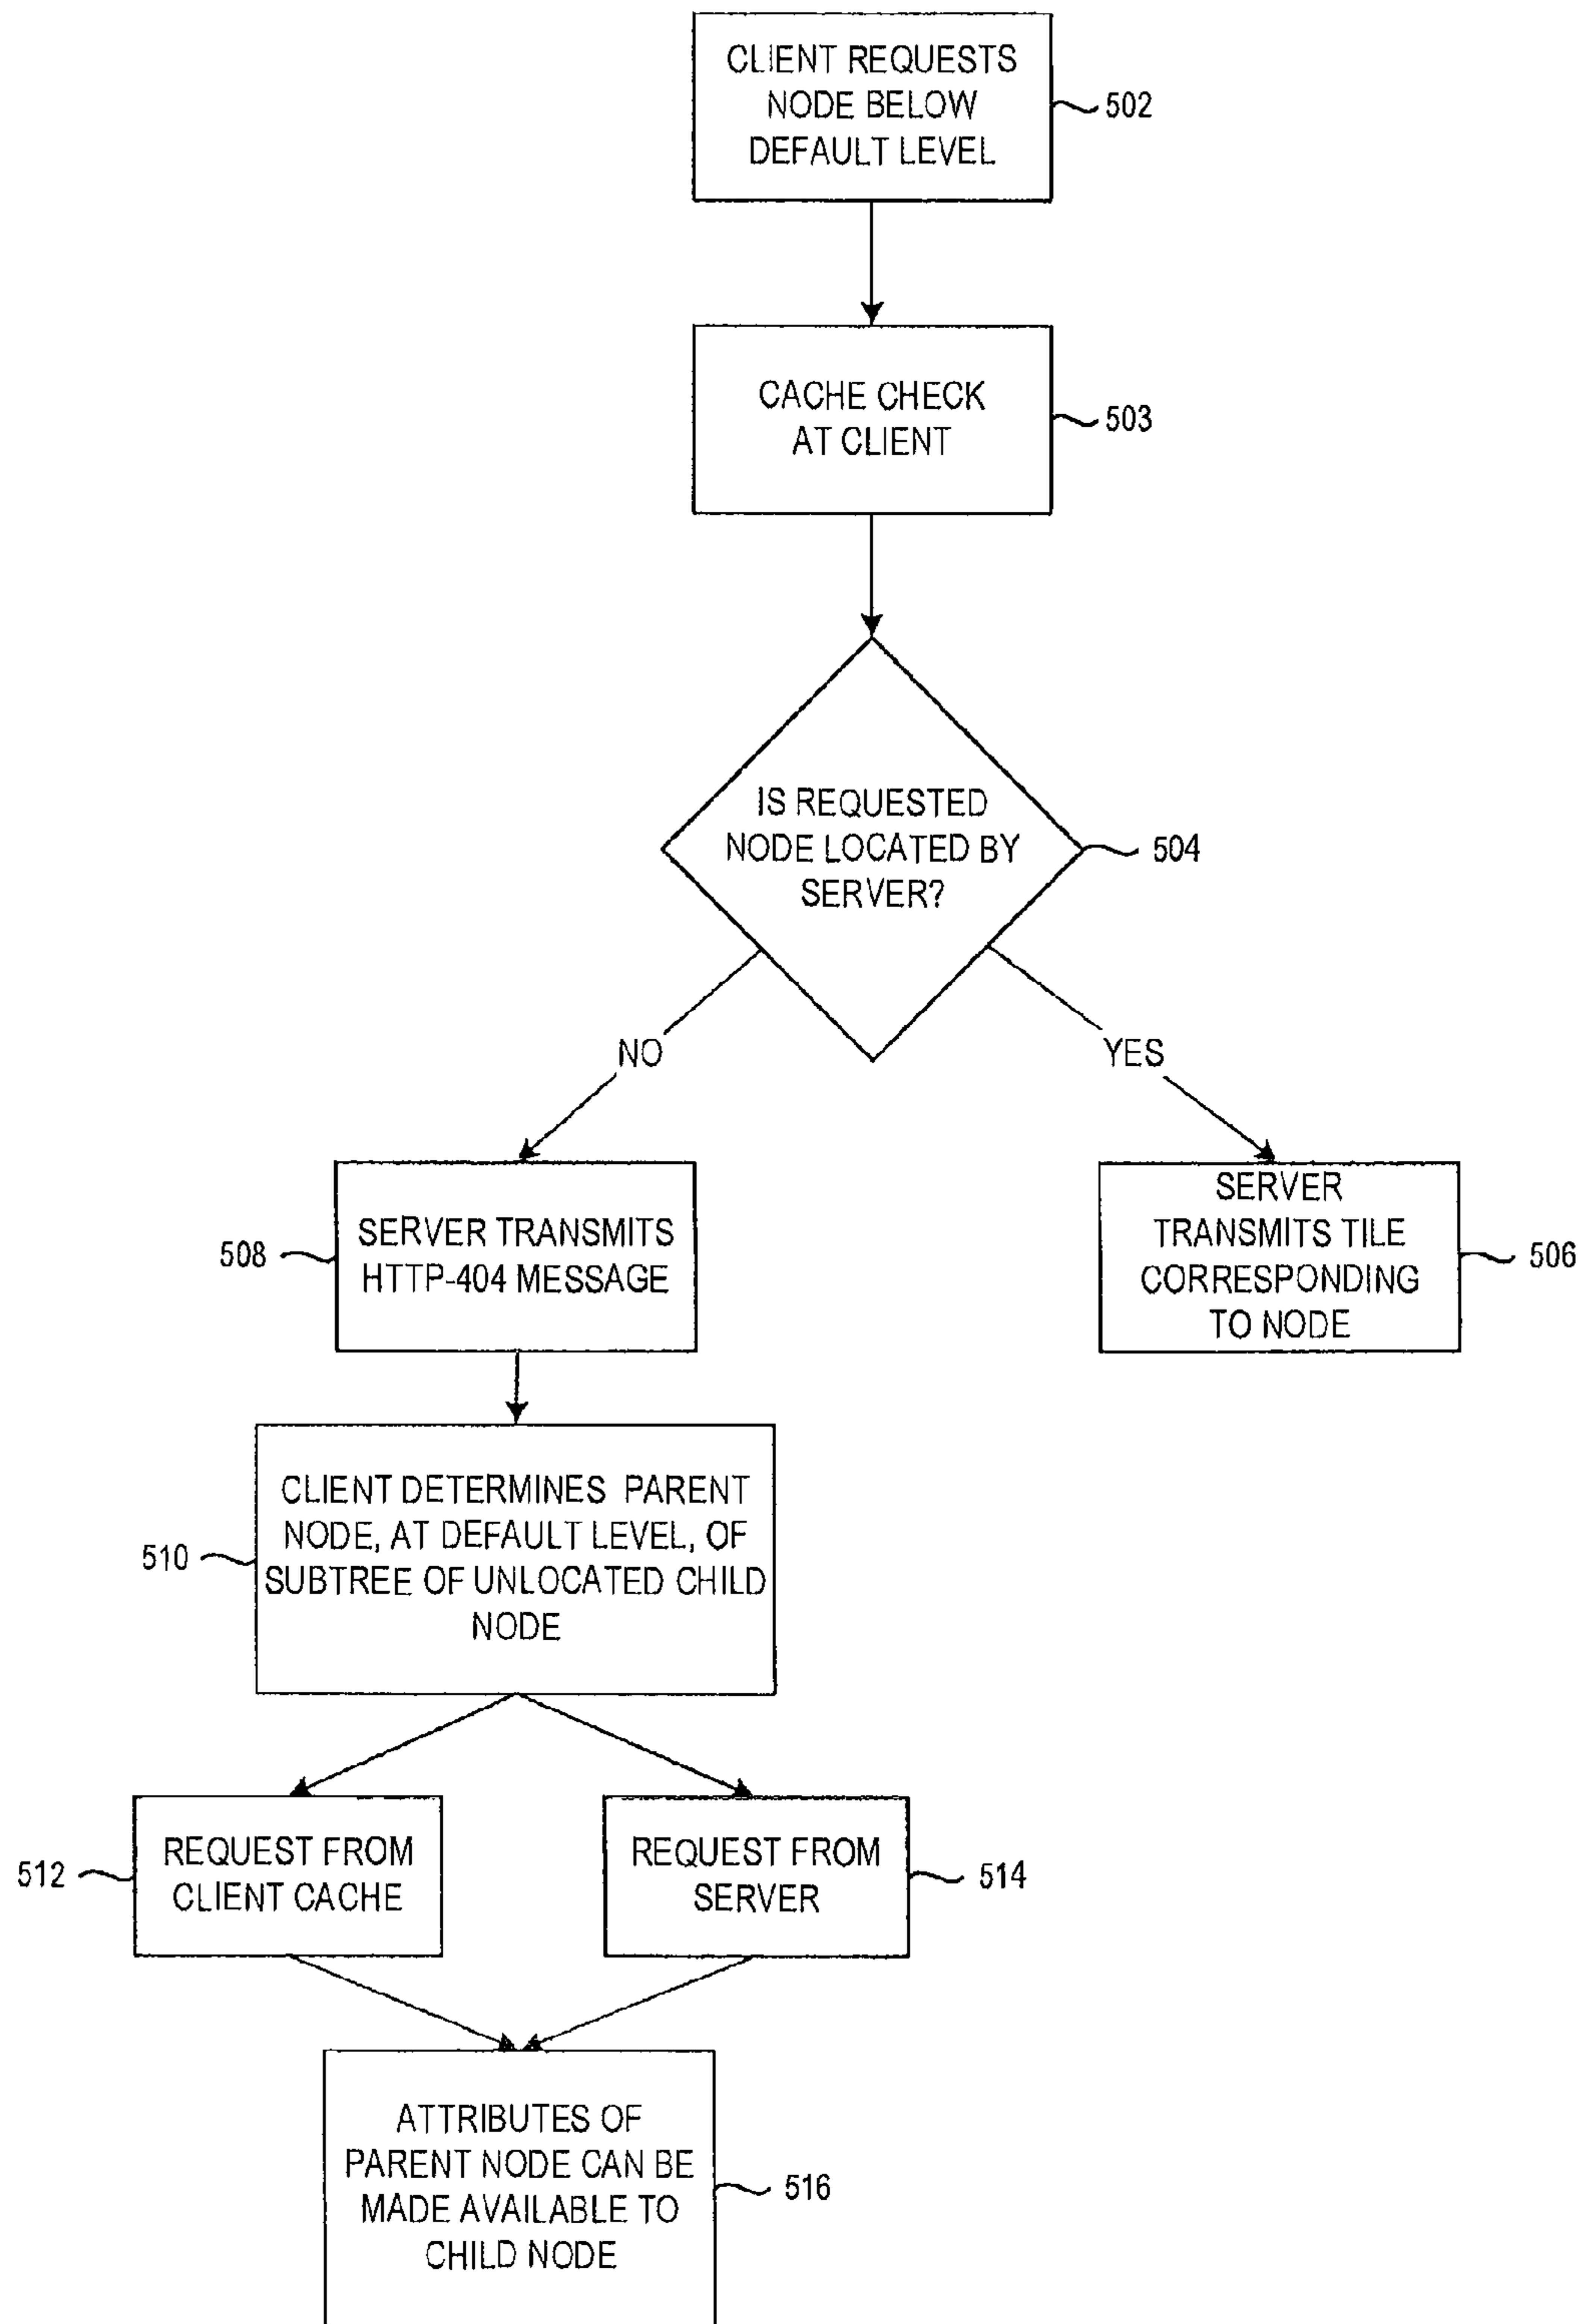 CLIENT REQUESTS
NODE BELOW
DEFAULT LEVEL
502
CACHE CHECK
AT CLIENT
503
IS REQUESTED
NODE LOCATED BY
SERVER?
504
NO
YES
508
SERVER TRANSMITS
HTTP-404 MESSAGE
SERVER
TRANSMITS TILE
CORRESPONDING
TO NODE
506
510
CLIENT DETERMINES PARENT
NODE, AT DEFAULT LEVEL, OF
SUBTREE OF UNLOCATED CHILD
NODE
512
REQUEST FROM
CLIENT CACHE
REQUEST FROM
SERVER
514
ATTRIBUTES OF
PARENT NODE CAN BE
MADE AVAILABLE TO
CHILD NODE
516